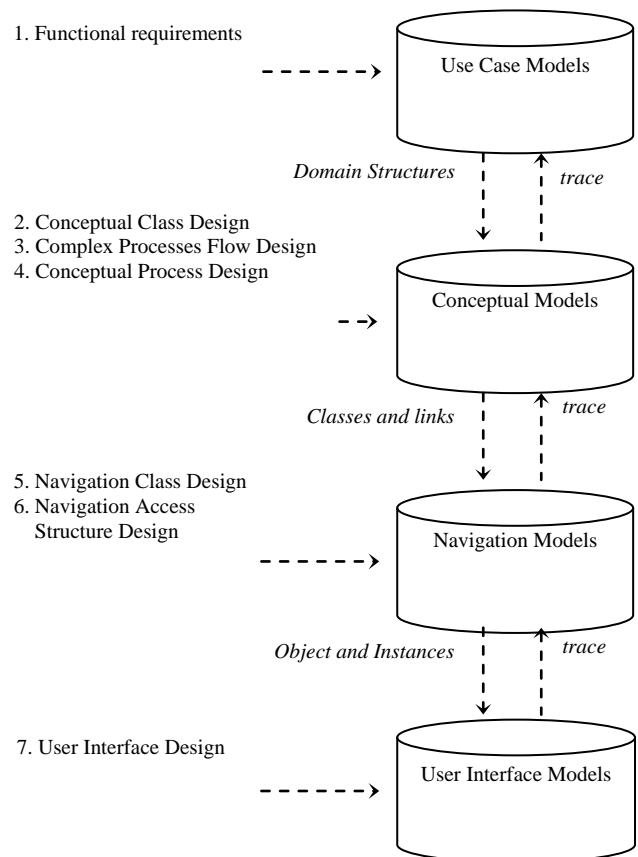 1. Functional requirements
Use Case Models
Domain Structures
trace
2. Conceptual Class Design
3. Complex Processes Flow Design
4. Conceptual Process Design
Conceptual Models
Classes and links
trace
5. Navigation Class Design
6. Navigation Access
Structure Design
Navigation Models
Object and Instances
trace
7. User Interface Design
User Interface Models